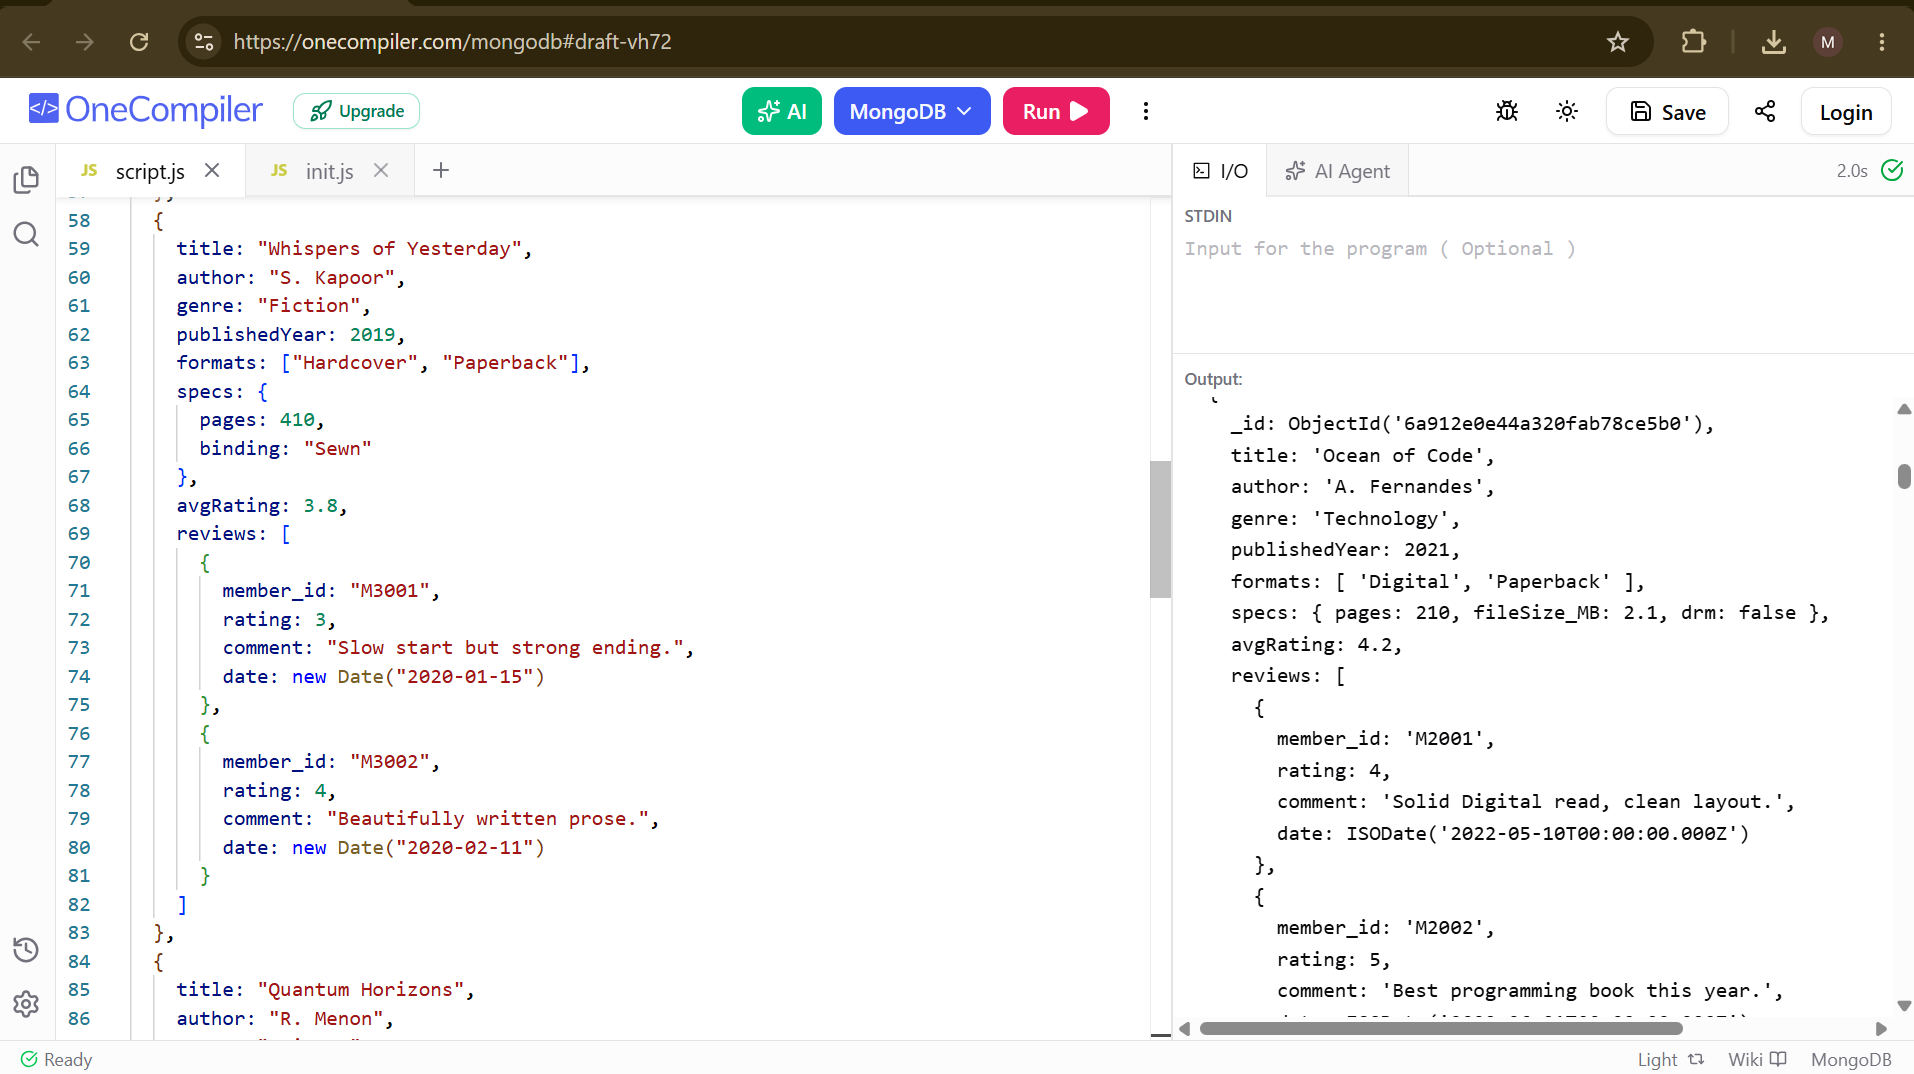 https://onecompiler.com/mongodb#draft-vh72
M
</> OneCompiler
Upgrade
AI
MongoDB
Run
Save
Login
JS script.js
JS init.js
I/O
AI Agent
2.0s
58 {
59 title: "Whispers of Yesterday",
60 author: "S. Kapoor",
61 genre: "Fiction",
62 publishedYear: 2019,
63 formats: ["Hardcover", "Paperback"],
64 specs: {
65 pages: 410,
66 binding: "Sewn"
67 },
68 avgRating: 3.8,
69 reviews: [
70 {
71 member_id: "M3001",
72 rating: 3,
73 comment: "Slow start but strong ending.",
74 date: new Date("2020-01-15")
75 },
76 {
77 member_id: "M3002",
78 rating: 4,
79 comment: "Beautifully written prose.",
80 date: new Date("2020-02-11")
81 }
82 ]
83 },
84 {
85 title: "Quantum Horizons",
86 author: "R. Menon",
STDIN
Input for the program ( Optional )
Output:
_id: ObjectId('6a912e0e44a320fab78ce5b0'),
title: 'Ocean of Code',
author: 'A. Fernandes',
genre: 'Technology',
publishedYear: 2021,
formats: [ 'Digital', 'Paperback' ],
specs: { pages: 210, fileSize_MB: 2.1, drm: false },
avgRating: 4.2,
reviews: [
{
member_id: 'M2001',
rating: 4,
comment: 'Solid Digital read, clean layout.',
date: ISODate('2022-05-10T00:00:00.000Z')
},
{
member_id: 'M2002',
rating: 5,
comment: 'Best programming book this year.',
Ready
Light
Wiki
MongoDB